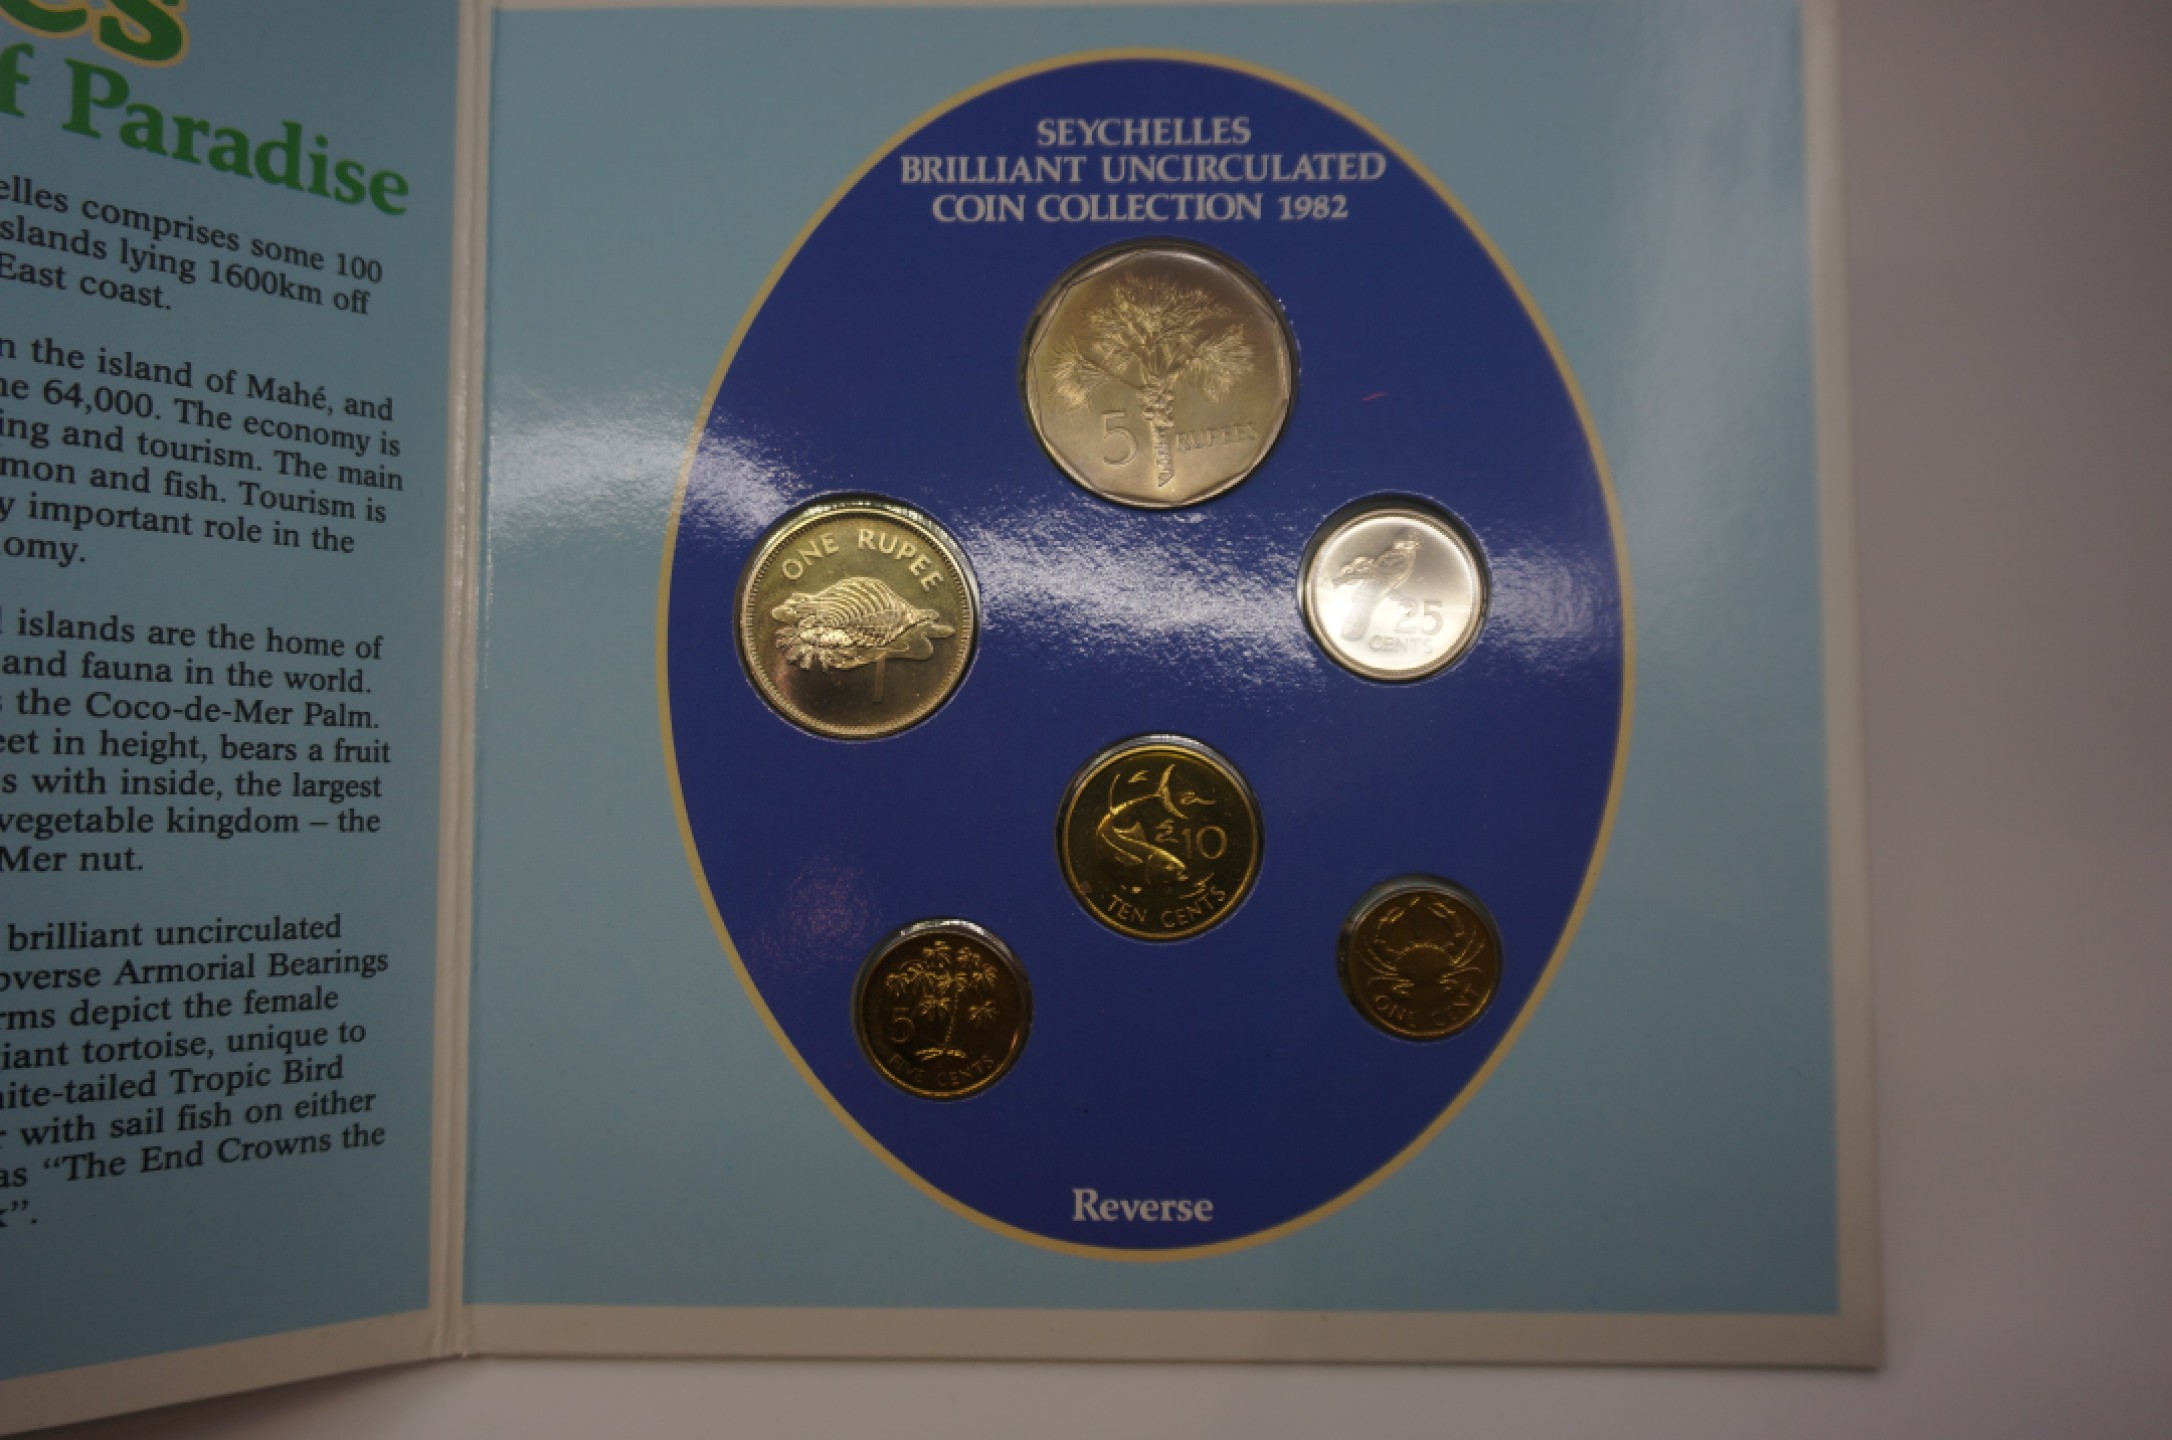 f Paradise
elles comprises some 100
slands lying 1600km off
East coast.
n the island of Mahé, and
ne 64,000. The economy is
ing and tourism. The main
mon and fish. Tourism is
y important role in the
omy.
l islands are the home of
and fauna in the world.
s the Coco-de-Mer Palm.
eet in height, bears a fruit
s with inside, the largest
vegetable kingdom – the
Mer nut.
brilliant uncirculated
overse Armorial Bearings
rms depict the female
iant tortoise, unique to
ite-tailed Tropic Bird
r with sail fish on either
as “The End Crowns the
k”.
SEYCHELLES
BRILLIANT UNCIRCULATED
COIN COLLECTION 1982
5 RUPEES
ONE RUPEE
1
25
CENTS
10
TEN CENTS
5
FIVE CENTS
ONE CENT
Reverse